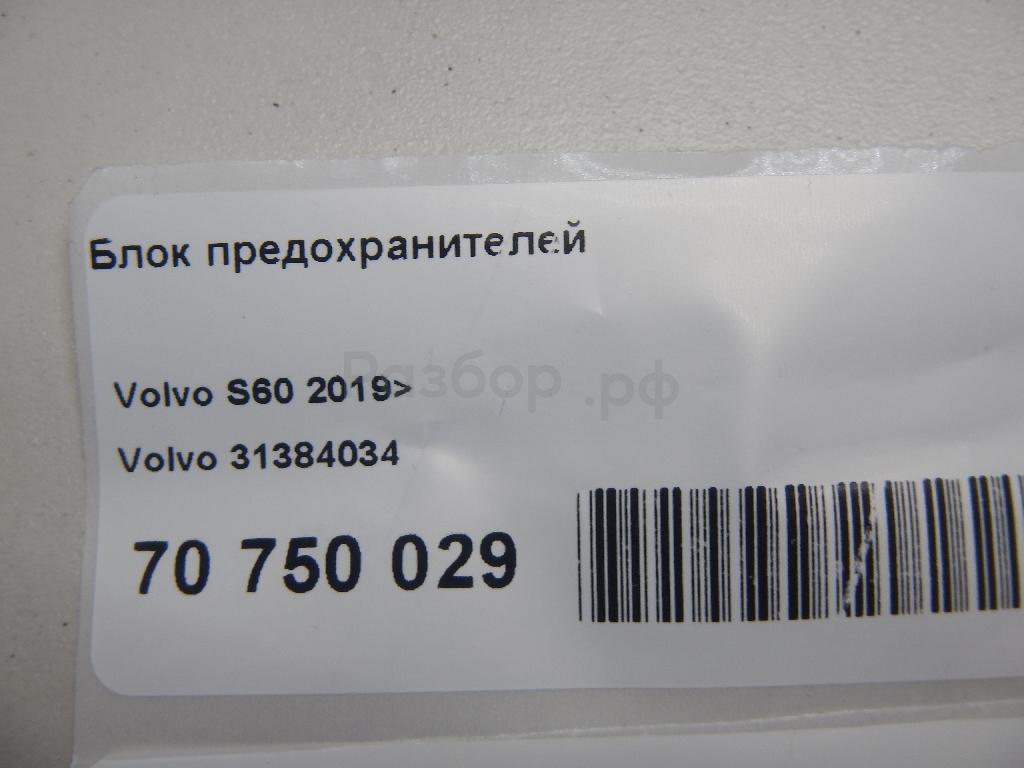 Блок предохранителей
Volvo S60 2019>
Разбор.рф
Volvo 31384034
70 750 029